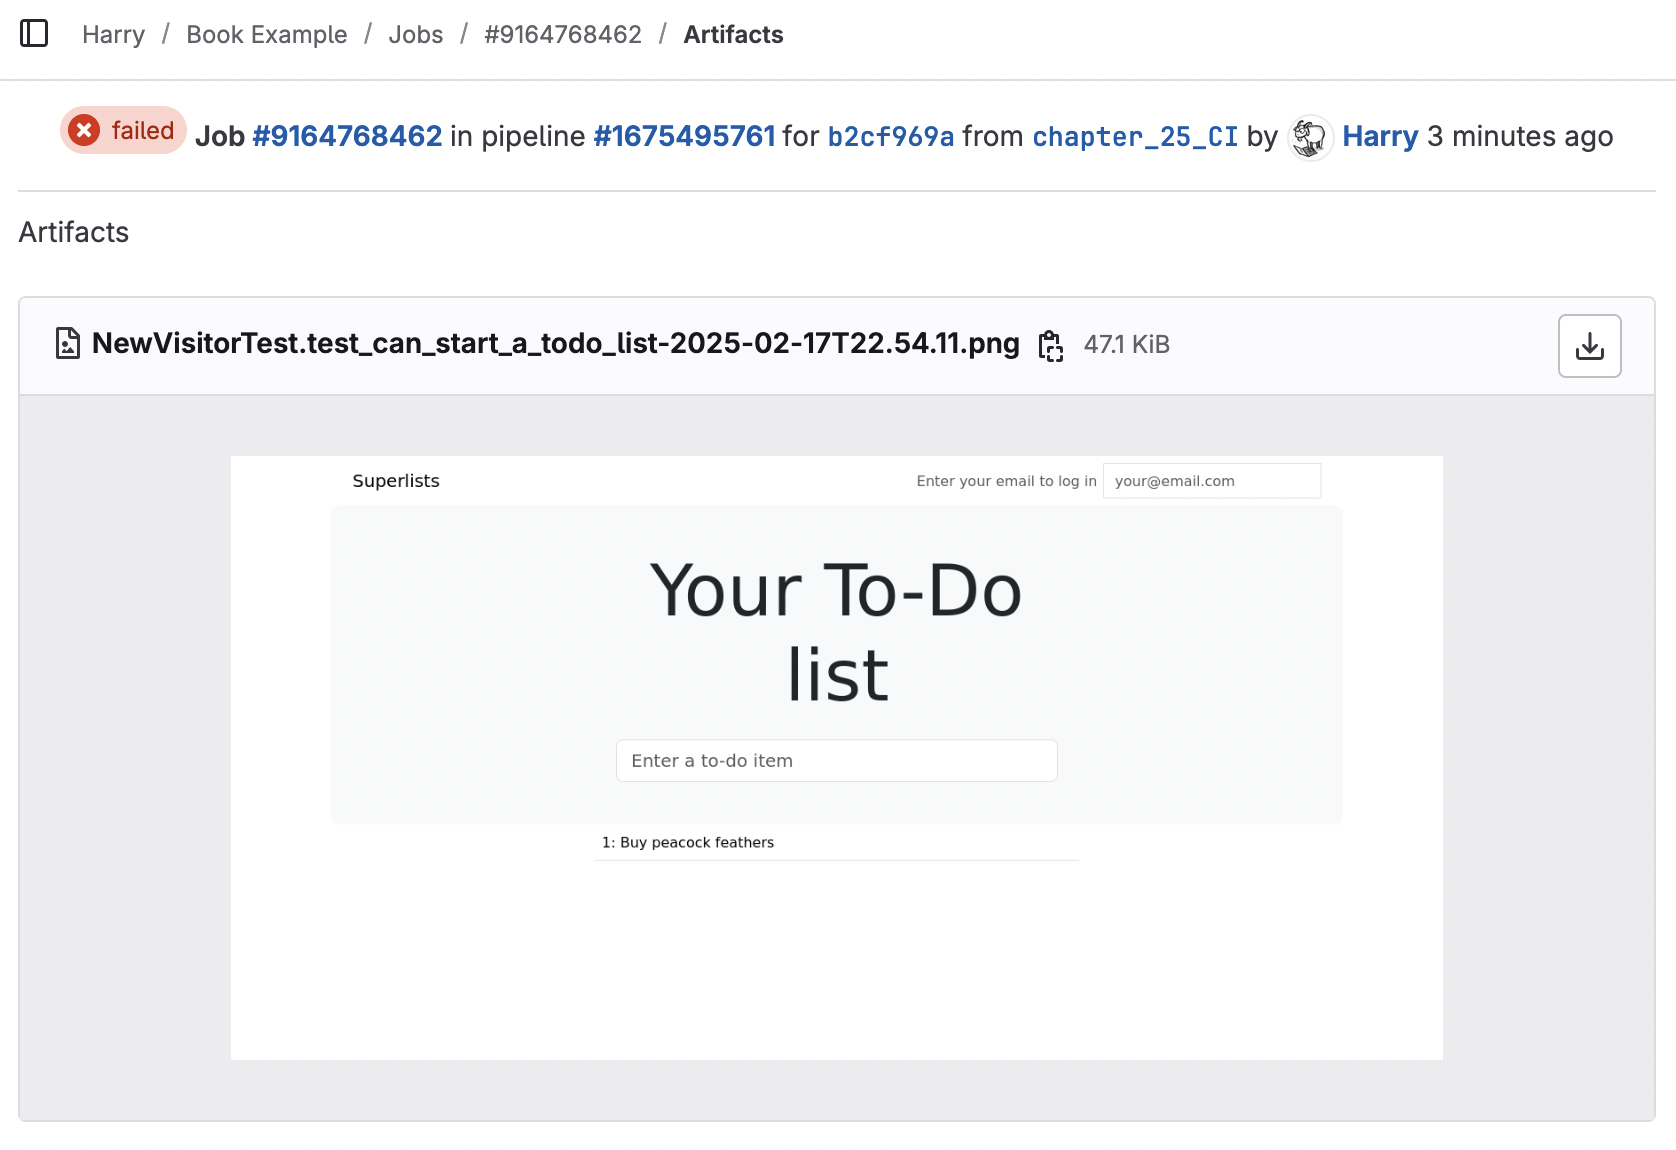 Harry / Book Example / Jobs / #9164768462 / Artifacts
failed Job #9164768462 in pipeline #1675495761 for b2cf969a from chapter_25_CI by Harry 3 minutes ago
Artifacts
NewVisitorTest.test_can_start_a_todo_list-2025-02-17T22.54.11.png 47.1 KiB
Superlists Enter your email to log in your@email.com
Your To-Do
list
Enter a to-do item
1: Buy peacock feathers